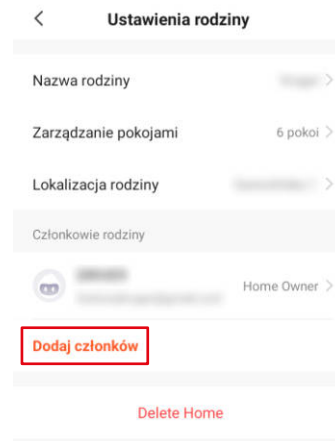 Ustawienia rodziny
Nazwa rodziny
Zarządzanie pokojami 6 pokoi
Lokalizacja rodziny
Członkowie rodziny
Home Owner
Dodaj członków
Delete Home